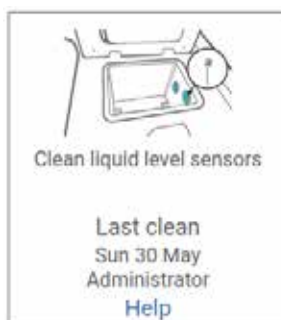 Clean liquid level sensors
Last clean
Sun 30 May
Administrator
Help